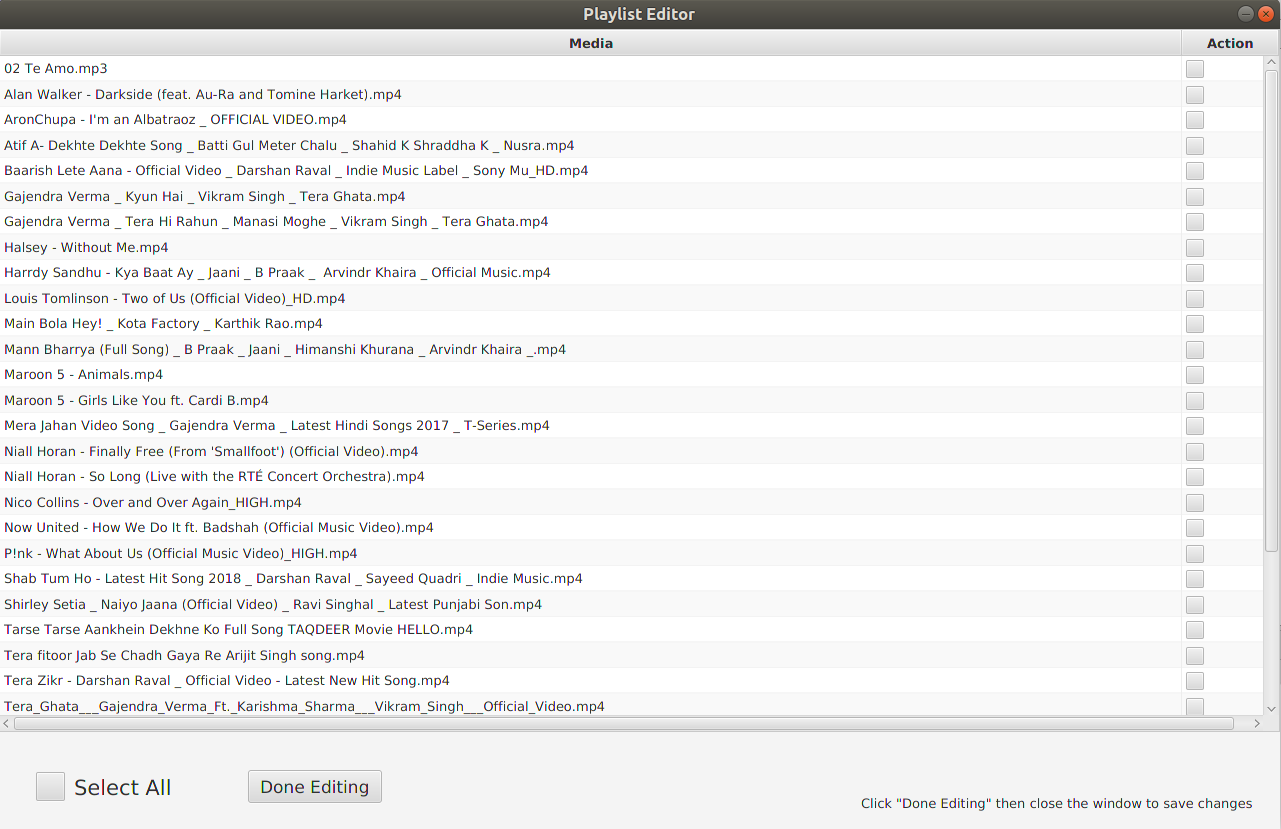 Playlist Editor
Media Action
02 Te Amo.mp3
Alan Walker - Darkside (feat. Au-Ra and Tomine Harket).mp4
AronChupa - I'm an Albatraoz _ OFFICIAL VIDEO.mp4
Atif A- Dekhte Dekhte Song _ Batti Gul Meter Chalu _ Shahid K Shraddha K _ Nusra.mp4
Baarish Lete Aana - Official Video _ Darshan Raval _ Indie Music Label _ Sony Mu_HD.mp4
Gajendra Verma _ Kyun Hai _ Vikram Singh _ Tera Ghata.mp4
Gajendra Verma _ Tera Hi Rahun _ Manasi Moghe _ Vikram Singh _ Tera Ghata.mp4
Halsey - Without Me.mp4
Harrdy Sandhu - Kya Baat Ay _ Jaani _ B Praak _  Arvindr Khaira _ Official Music.mp4
Louis Tomlinson - Two of Us (Official Video)_HD.mp4
Main Bola Hey! _ Kota Factory _ Karthik Rao.mp4
Mann Bharrya (Full Song) _ B Praak _ Jaani _ Himanshi Khurana _ Arvindr Khaira _.mp4
Maroon 5 - Animals.mp4
Maroon 5 - Girls Like You ft. Cardi B.mp4
Mera Jahan Video Song _ Gajendra Verma _ Latest Hindi Songs 2017 _ T-Series.mp4
Niall Horan - Finally Free (From 'Smallfoot') (Official Video).mp4
Niall Horan - So Long (Live with the RTÉ Concert Orchestra).mp4
Nico Collins - Over and Over Again_HIGH.mp4
Now United - How We Do It ft. Badshah (Official Music Video).mp4
P!nk - What About Us (Official Music Video)_HIGH.mp4
Shab Tum Ho - Latest Hit Song 2018 _ Darshan Raval _ Sayeed Quadri _ Indie Music.mp4
Shirley Setia _ Naiyo Jaana (Official Video) _ Ravi Singhal _ Latest Punjabi Son.mp4
Tarse Tarse Aankhein Dekhne Ko Full Song TAQDEER Movie HELLO.mp4
Tera fitoor Jab Se Chadh Gaya Re Arijit Singh song.mp4
Tera Zikr - Darshan Raval _ Official Video - Latest New Hit Song.mp4
Tera_Ghata___Gajendra_Verma_Ft._Karishma_Sharma___Vikram_Singh___Official_Video.mp4
Select All
Done Editing
Click "Done Editing" then close the window to save changes